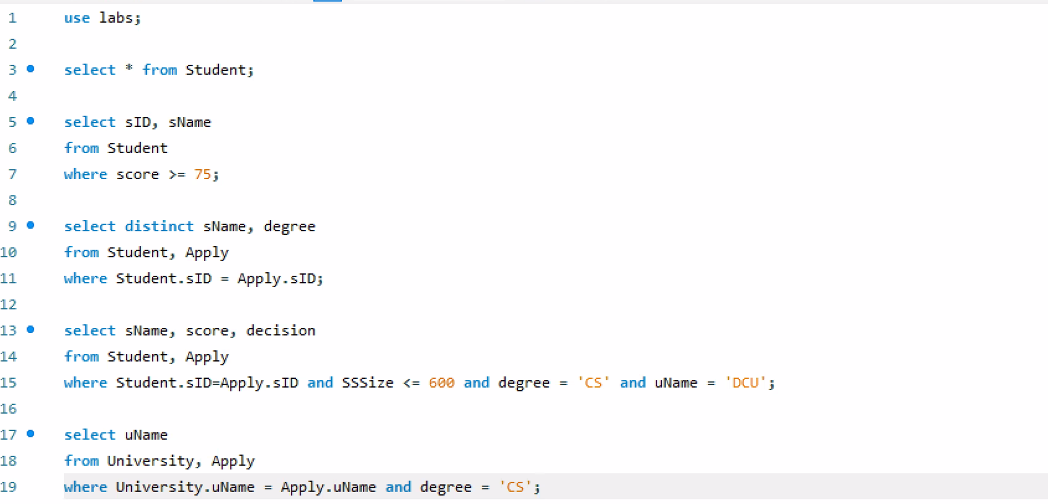 1 use labs;
2
3 select * from Student;
4
5 select sID, sName
6 from Student
7 where score >= 75;
8
9 select distinct sName, degree
10 from Student, Apply
11 where Student.sID = Apply.sID;
12
13 select sName, score, decision
14 from Student, Apply
15 where Student.sID=Apply.sID and SSSize <= 600 and degree = 'CS' and uName = 'DCU';
16
17 select uName
18 from University, Apply
19 where University.uName = Apply.uName and degree = 'CS';